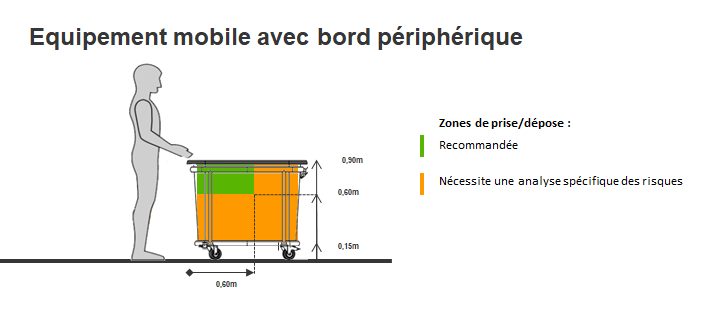 Equipement mobile avec bord périphérique
Zones de prise/dépose :
Recommandée
Nécessite une analyse spécifique des risques
0,90m
0,60m
0,15m
0,60m